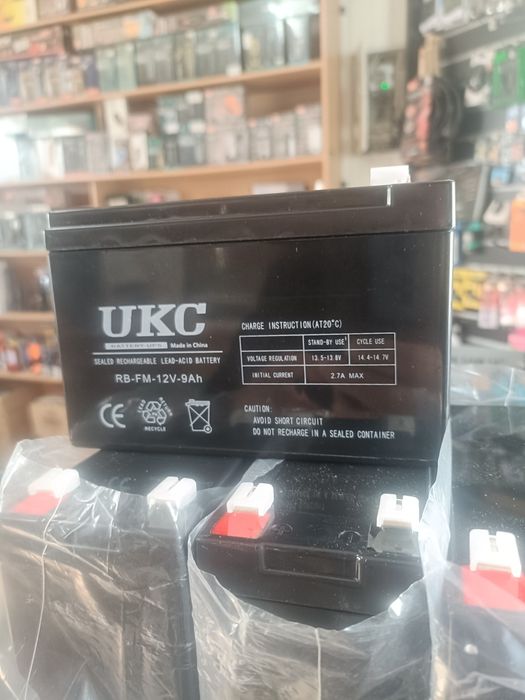 UKC
BATTERY-UPS Made in China
SEALED RECHARGEABLE LEAD-ACID BATTERY
RB-FM-12V-9Ah
CE
LEAD RETURN
RECYCLE
CHARGE INSTRUCTION(AT20°C)
STAND-BY USE CYCLE USE
VOLTAGE REGULATION 13.5-13.8V 14.4-14.7V
INITIAL CURRENT 2.7A MAX
CAUTION:
AVOID SHORT CIRCUIT
DO NOT RECHARGE IN A SEALED CONTAINER